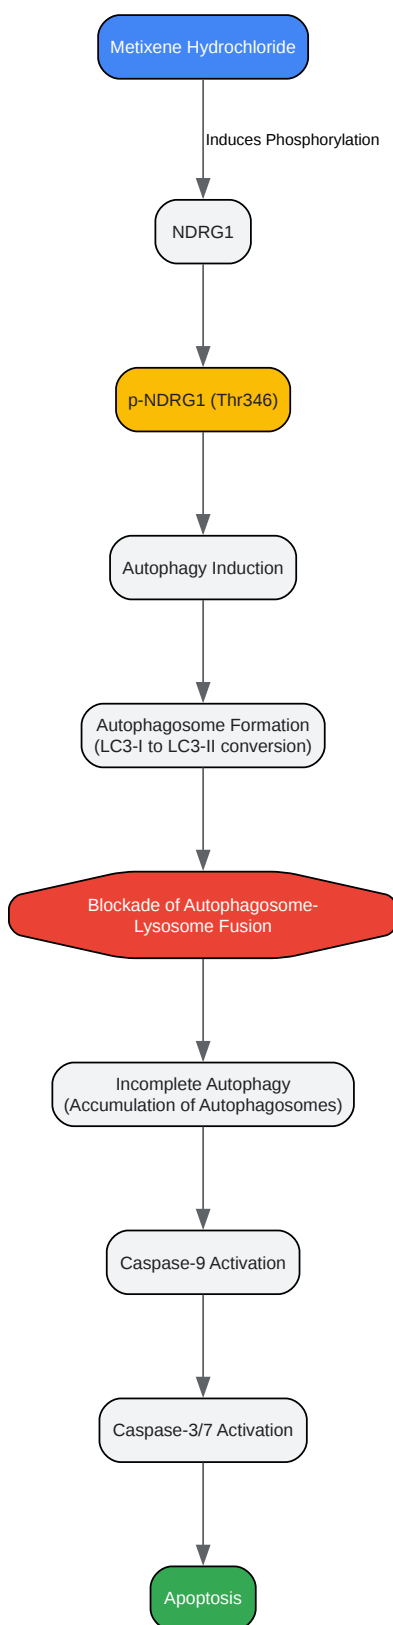 Metixene Hydrochloride
Induces Phosphorylation
NDRG1
p-NDRG1 (Thr346)
Autophagy Induction
Autophagosome Formation
(LC3-I to LC3-II conversion)
Blockade of Autophagosome-
Lysosome Fusion
Incomplete Autophagy
(Accumulation of Autophagosomes)
Caspase-9 Activation
Caspase-3/7 Activation
Apoptosis